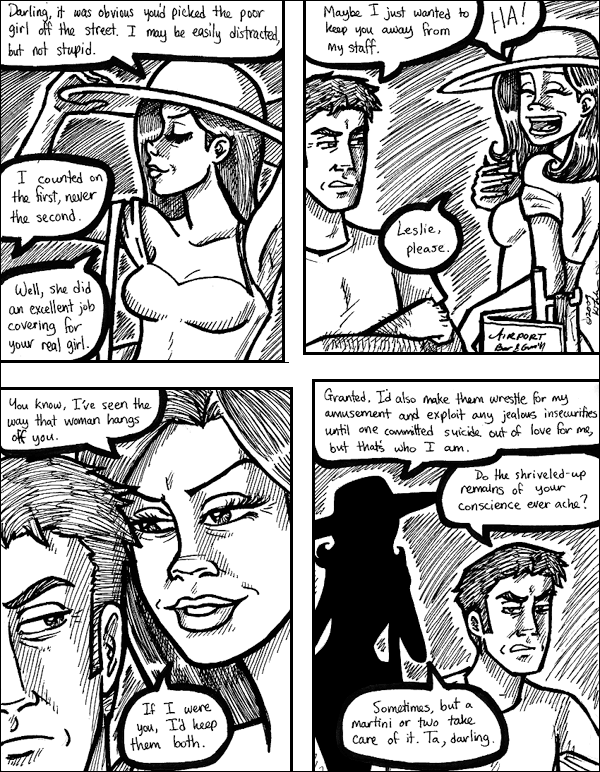 Darling, it was obvious you'd picked the poor
girl off the street. I may be easily distracted,
but not stupid.
I counted on
the first, never
the second.
Well, she did
an excellent job
covering for
your real girl.
Maybe I just wanted to
keep you away from
my staff.
HA!
Leslie,
please.
AIRPORT
Bar & Grill
You know, I've seen the
way that woman hangs
off you.
If I were
you, I'd keep
them both.
Granted, I'd also make them wrestle for my
amusement and exploit any jealous insecurities
until one committed suicide out of love for me,
but that's who I am.
Do the shriveled-up
remains of your
conscience ever ache?
Sometimes, but a
martini or two take
care of it. Ta, darling.